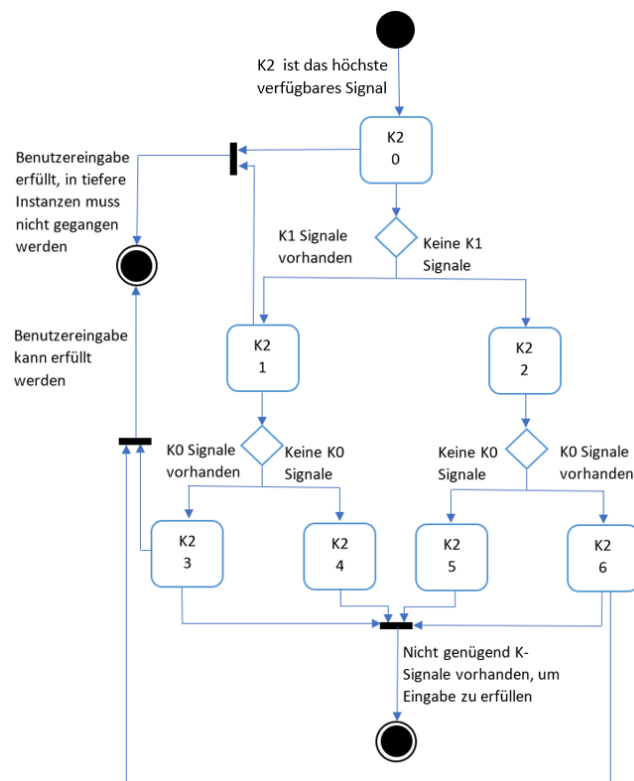 K2 ist das höchste
verfügbares Signal
K2
0
Benutzereingabe
erfüllt, in tiefere
Instanzen muss
nicht gegangen
werden
K1 Signale
vorhanden
Keine K1
Signale
K2
1
K2
2
Benutzereingabe
kann erfüllt
werden
K0 Signale
vorhanden
Keine K0
Signale
Keine K0
Signale
K0 Signale
vorhanden
K2
3
K2
4
K2
5
K2
6
Nicht genügend K-
Signale vorhanden, um
Eingabe zu erfüllen